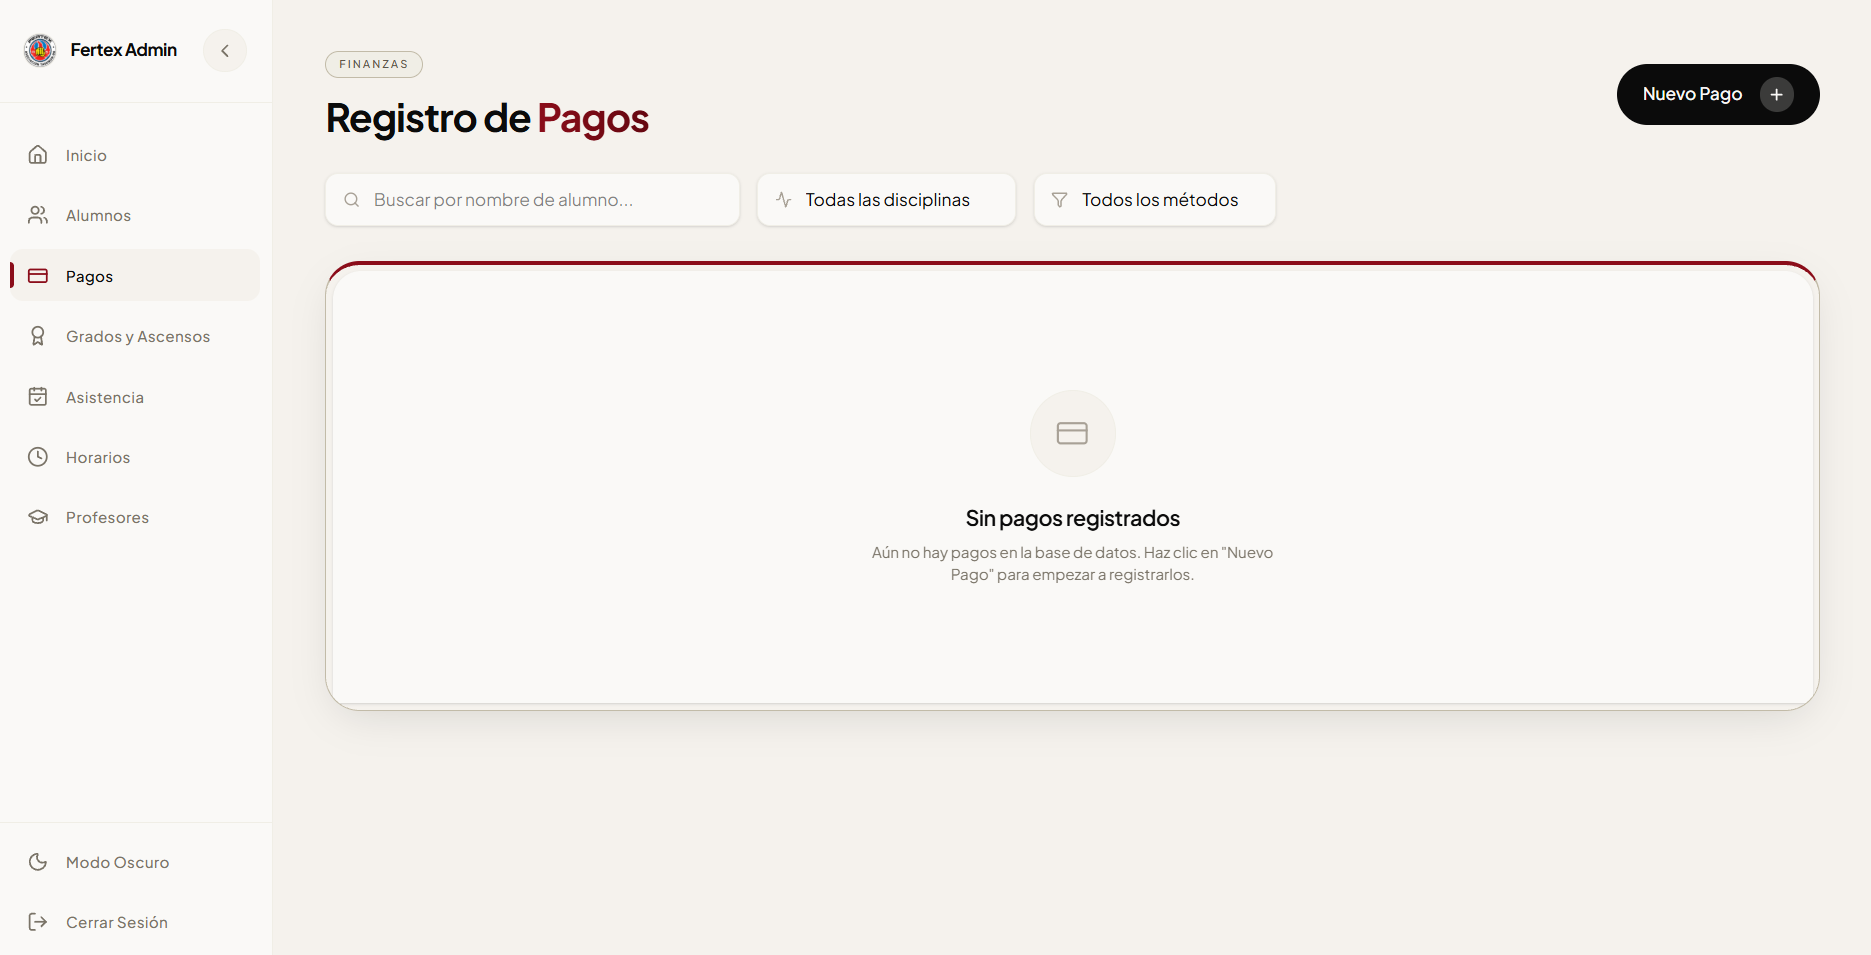 Fertex Admin
Inicio
Alumnos
Pagos
Grados y Ascensos
Asistencia
Horarios
Profesores
Modo Oscuro
Cerrar Sesión
FINANZAS
Registro de Pagos
Nuevo Pago
Buscar por nombre de alumno...
Todas las disciplinas
Todos los métodos
Sin pagos registrados
Aún no hay pagos en la base de datos. Haz clic en "Nuevo
Pago" para empezar a registrarlos.